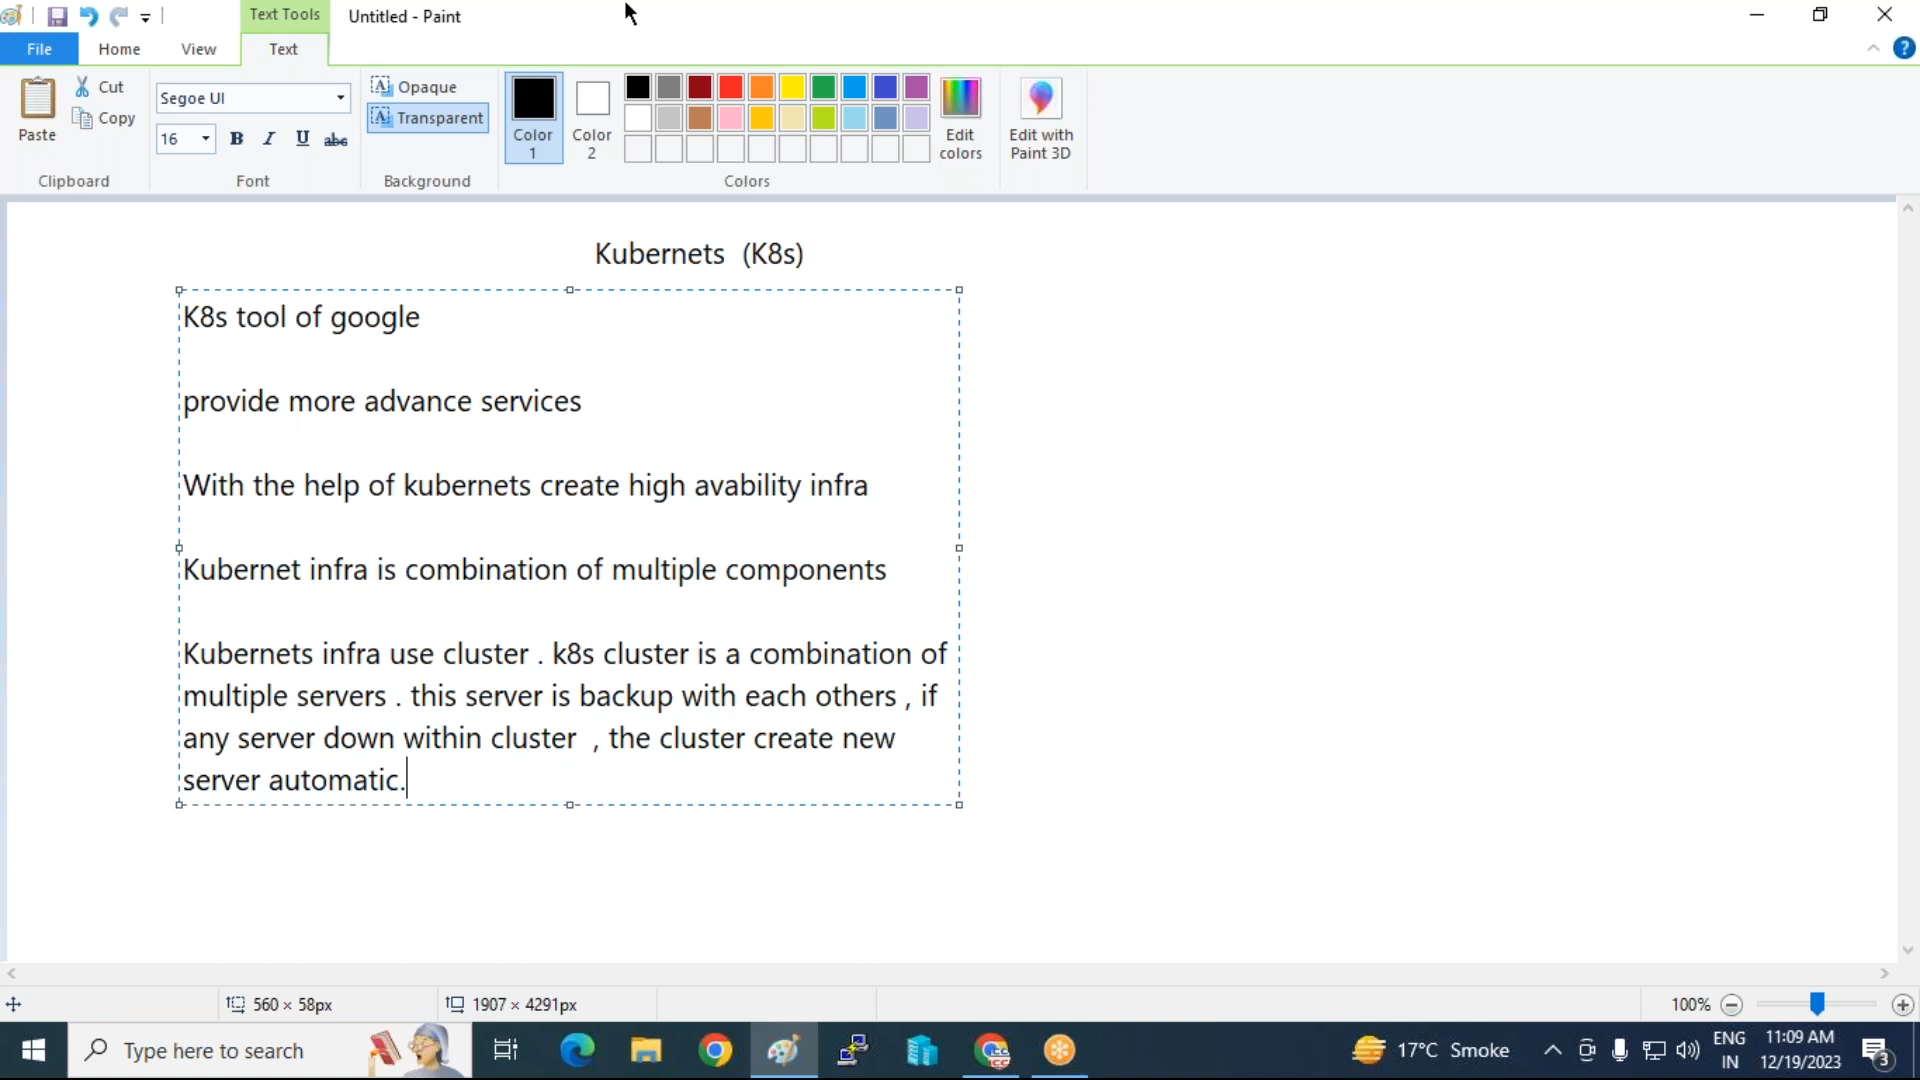 Text Tools
Untitled - Paint
File
Home
View
Text
Paste
Cut
Copy
Clipboard
Segoe UI
16
B I U abc
Font
Opaque
Transparent
Background
Color 1
Color 2
Colors
Edit colors
Edit with Paint 3D
Kubernets (K8s)
K8s tool of google
provide more advance services
With the help of kubernets create high avability infra
Kubernet infra is combination of multiple components
Kubernets infra use cluster . k8s cluster is a combination of
multiple servers . this server is backup with each others , if
any server down within cluster , the cluster create new
server automatic.
560 × 58px
1907 × 4291px
100%
Type here to search
17°C Smoke
ENG
IN
11:09 AM
12/19/2023
3